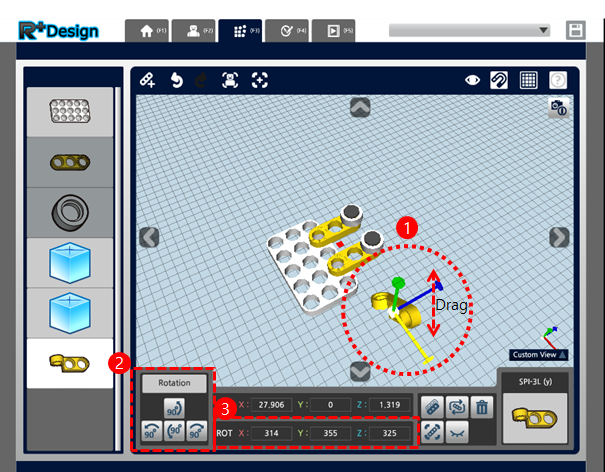 R+Design (F1) (F2) (F3) (F4) (F5)
1
Drag
Custom View
2
Rotation
3
X: 27,906 Y: 0 Z: 1,319
90° 90° 90° 90°
ROT X: 314 Y: 355 Z: 325
SPI-3L (y)